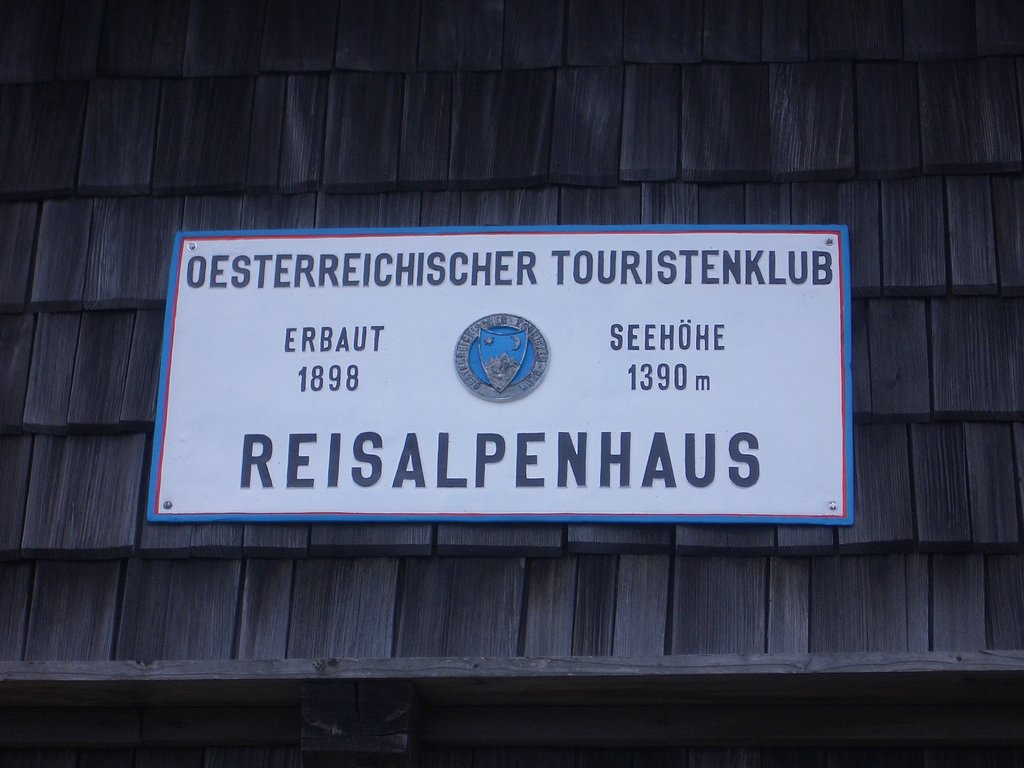 OESTERREICHISCHER TOURISTENKLUB
ERBAUT
1898
SEEHÖHE
1390 m
REISALPENHAUS